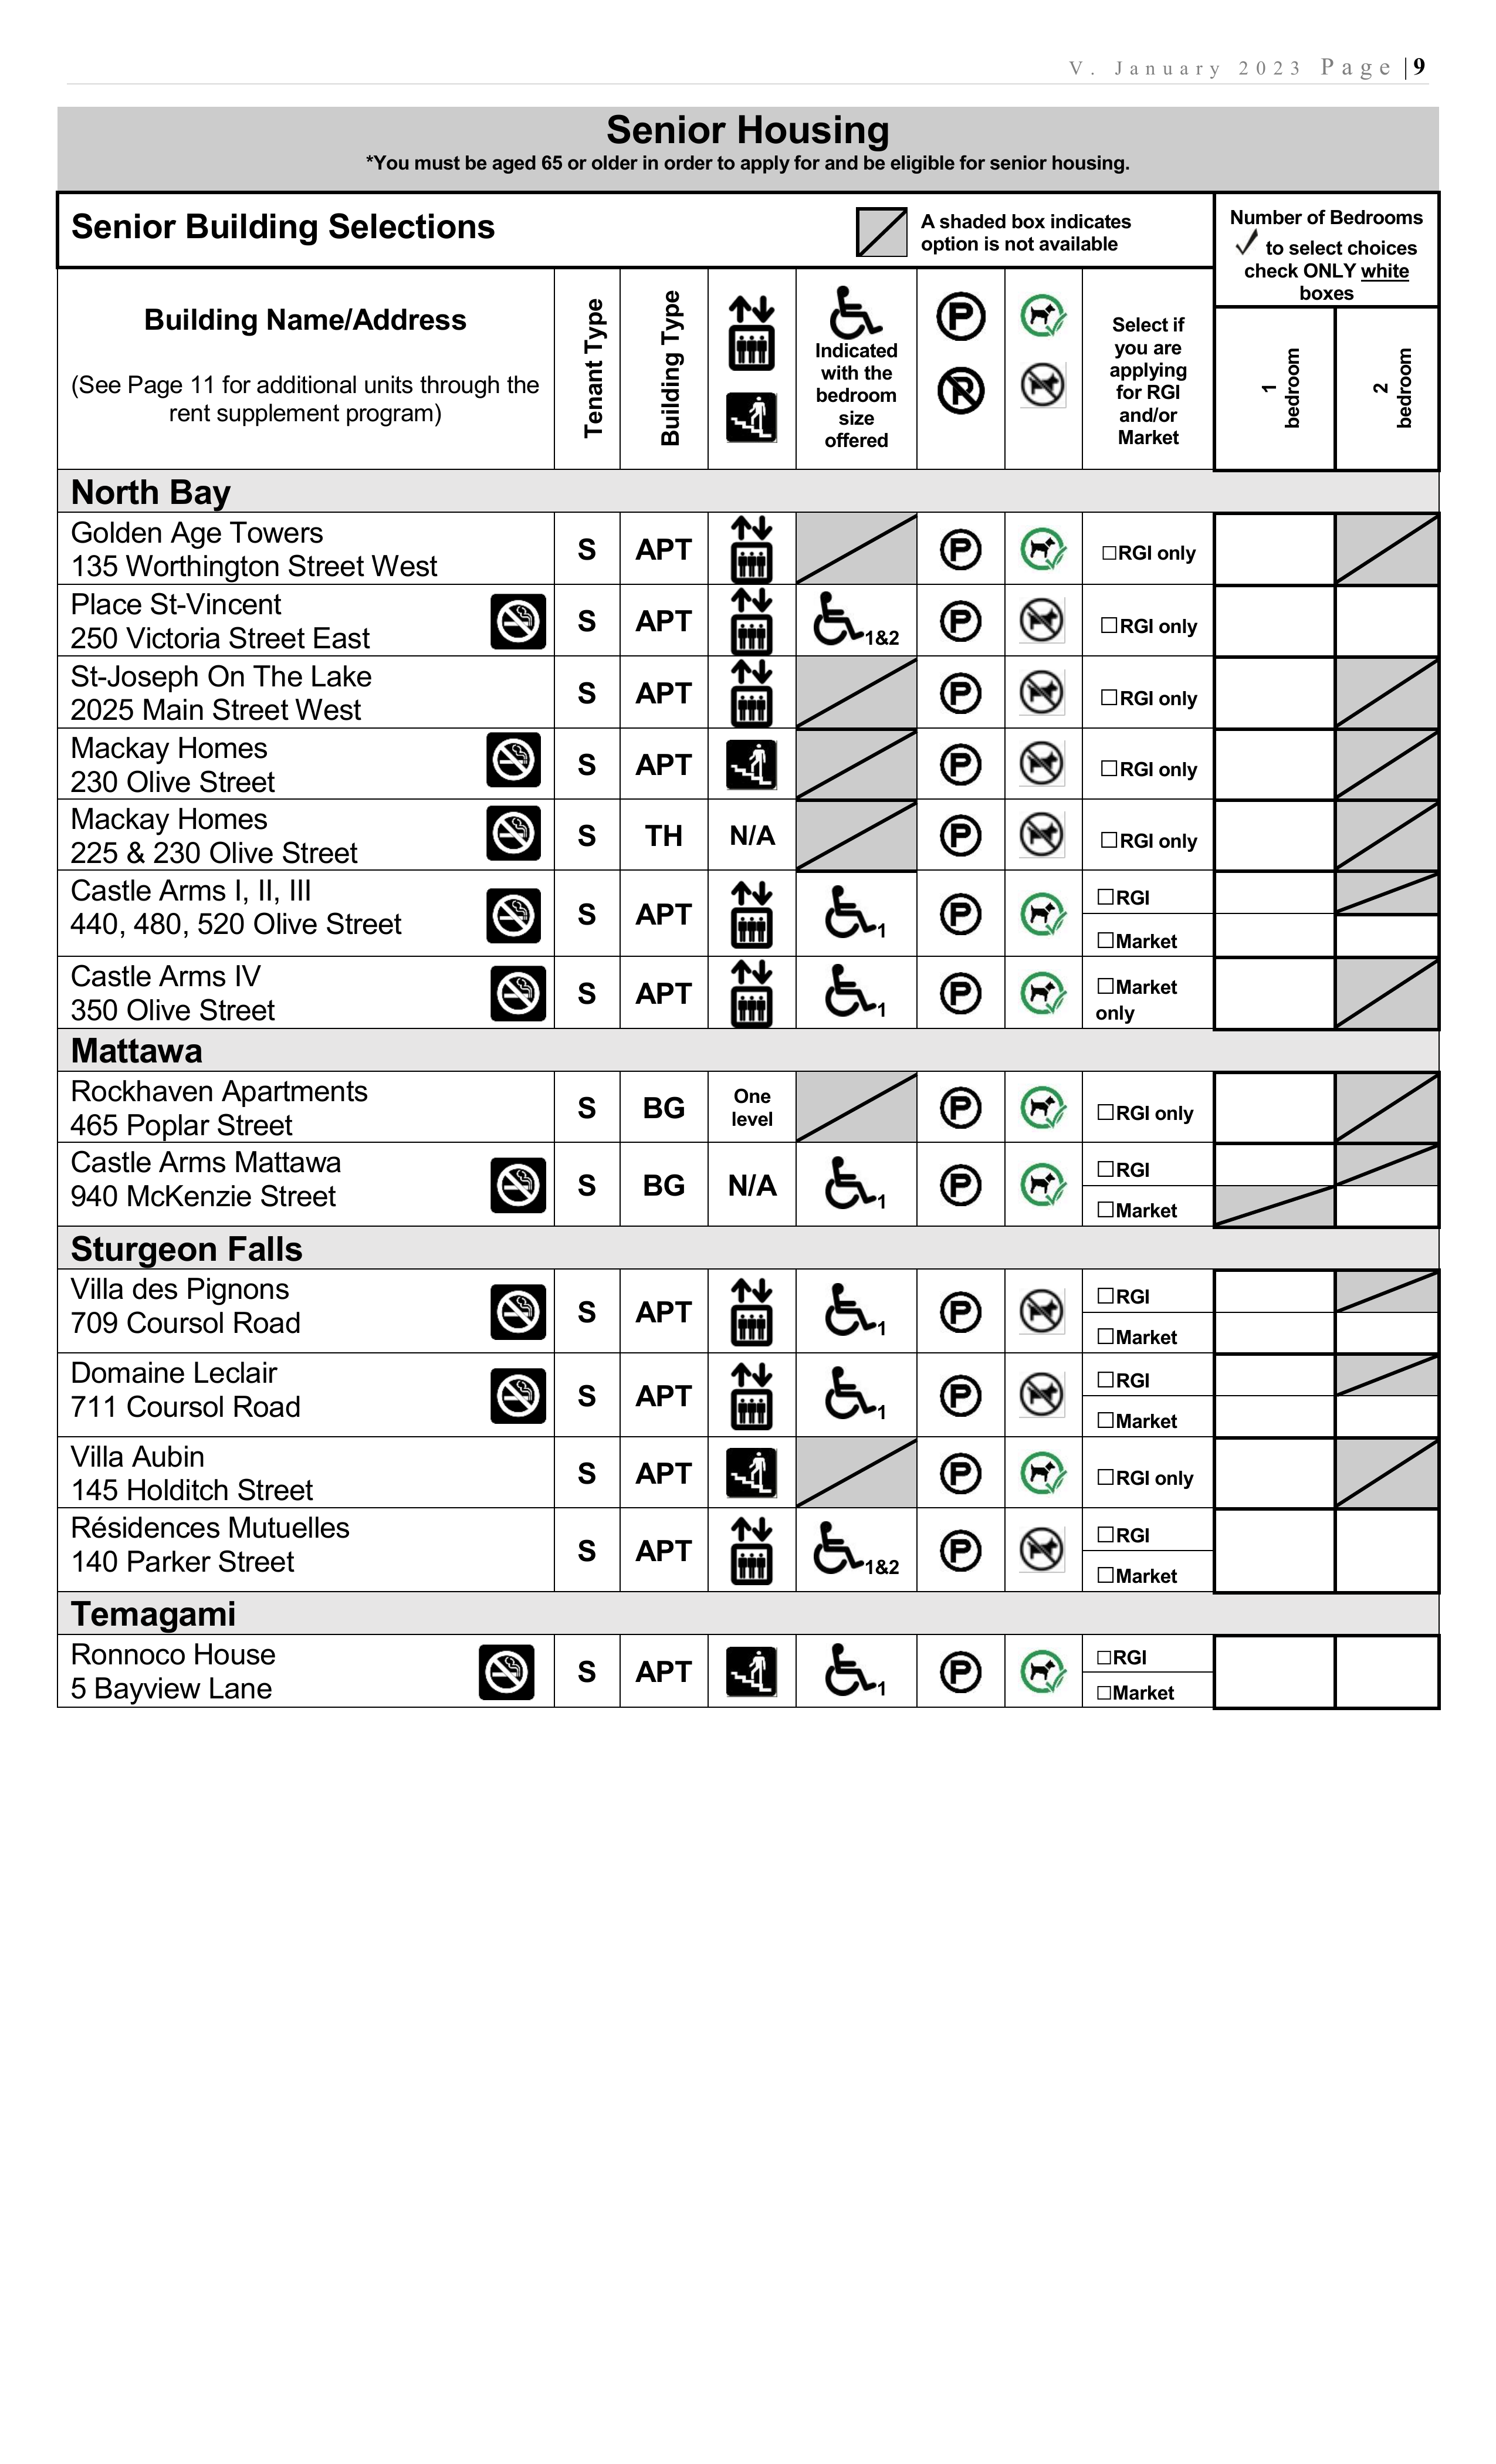 V. January 2023 Page |9
Senior Housing
*You must be aged 65 or older in order to apply for and be eligible for senior housing.
Senior Building Selections
A shaded box indicates
option is not available
Number of Bedrooms
to select choices
check ONLY white
boxes
Building Name/Address
(See Page 11 for additional units through the
rent supplement program)
Tenant Type
Building Type
Indicated
with the
bedroom
size
offered
P
P
Select if
you are
applying
for RGI
and/or
Market
1
bedroom
2
bedroom
North Bay
Golden Age Towers
135 Worthington Street West
S
APT
P
☐RGI only
Place St-Vincent
250 Victoria Street East
S
APT
1&2
P
☐RGI only
St-Joseph On The Lake
2025 Main Street West
S
APT
P
☐RGI only
Mackay Homes
230 Olive Street
S
APT
P
☐RGI only
Mackay Homes
225 & 230 Olive Street
S
TH
N/A
P
☐RGI only
Castle Arms I, II, III
440, 480, 520 Olive Street
S
APT
1
P
☐RGI
☐Market
Castle Arms IV
350 Olive Street
S
APT
1
P
☐Market
only
Mattawa
Rockhaven Apartments
465 Poplar Street
S
BG
One
level
P
☐RGI only
Castle Arms Mattawa
940 McKenzie Street
S
BG
N/A
1
P
☐RGI
☐Market
Sturgeon Falls
Villa des Pignons
709 Coursol Road
S
APT
1
P
☐RGI
☐Market
Domaine Leclair
711 Coursol Road
S
APT
1
P
☐RGI
☐Market
Villa Aubin
145 Holditch Street
S
APT
P
☐RGI only
Résidences Mutuelles
140 Parker Street
S
APT
1&2
P
☐RGI
☐Market
Temagami
Ronnoco House
5 Bayview Lane
S
APT
1
P
☐RGI
☐Market